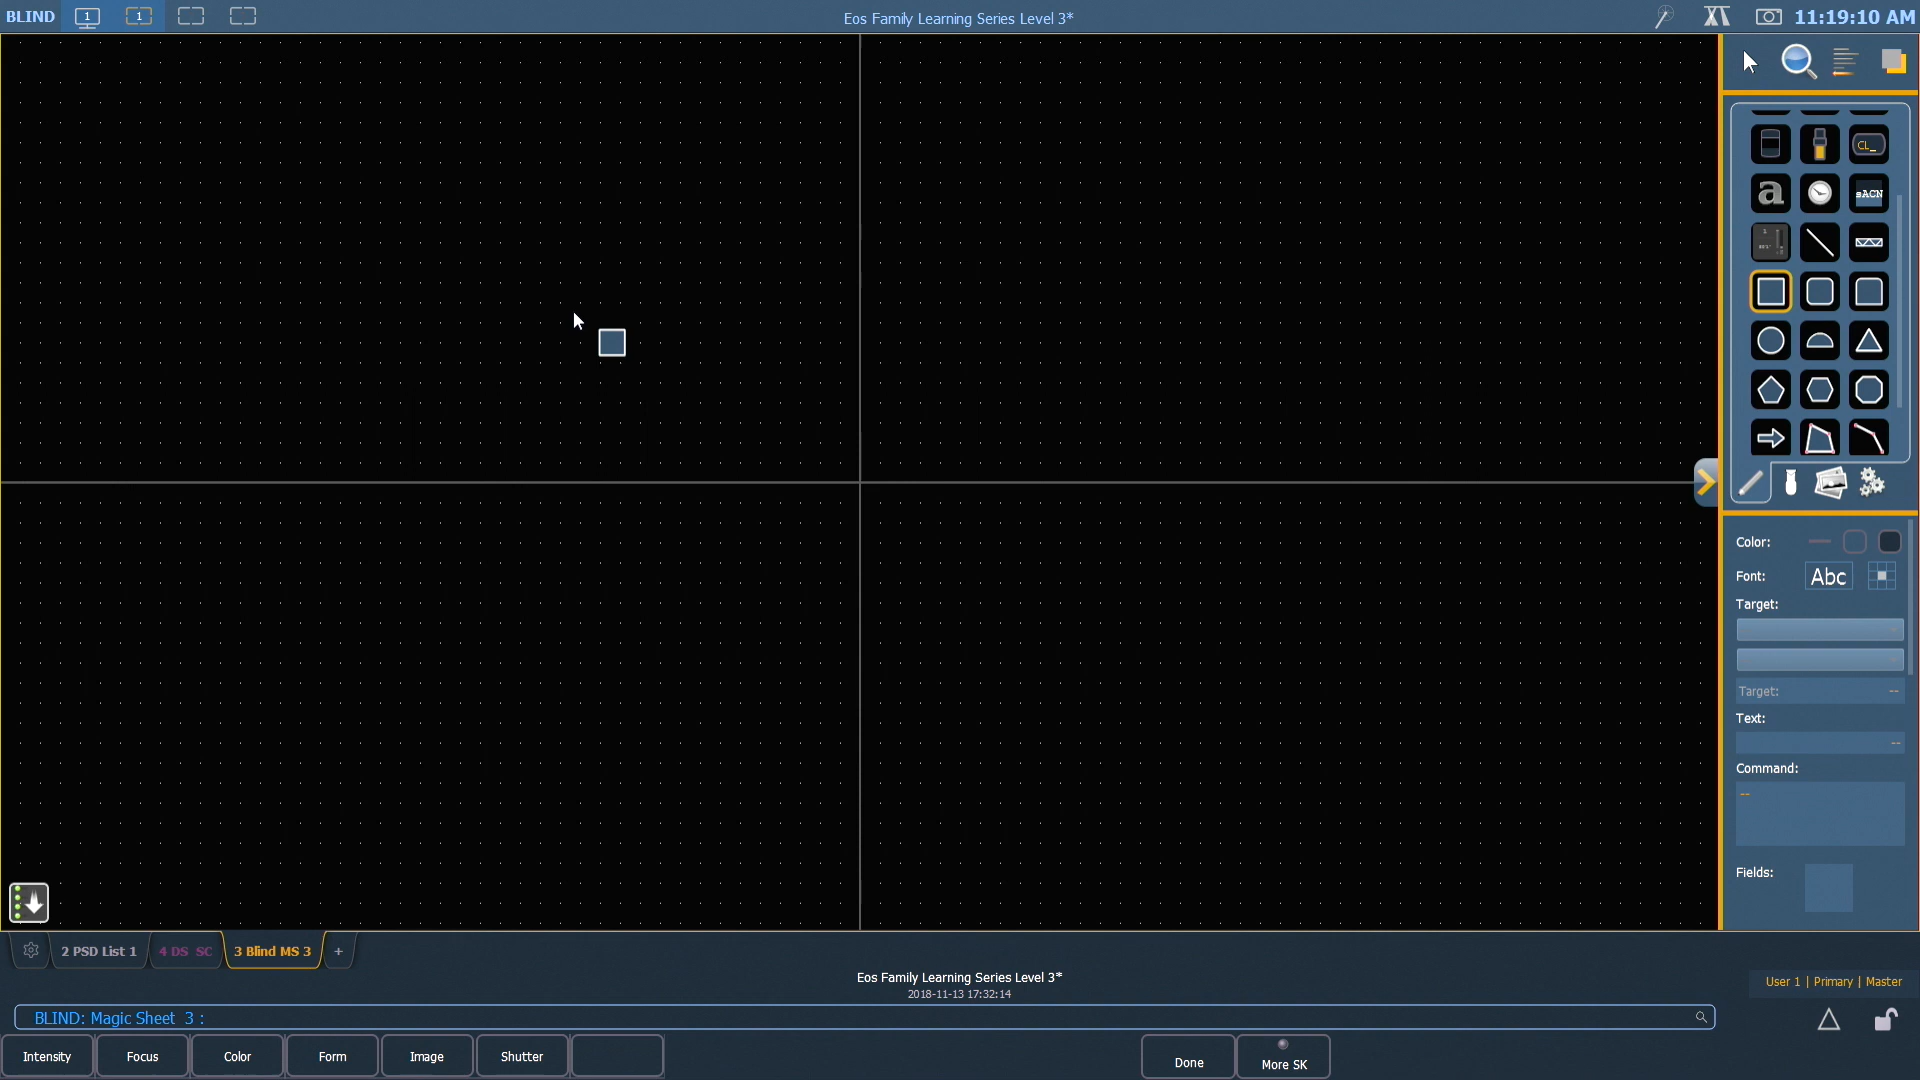 BLIND 1 1 Eos Family Learning Series Level 3* 11:19:10 AM
CL_
a sACN
Color:
Font: Abc
Target:
Target: --
Text:
--
Command:
--
Fields:
2 PSD List 1 4 DS SC 3 Blind MS 3 +
Eos Family Learning Series Level 3*
2018-11-13 17:32:14
User 1 | Primary | Master
BLIND: Magic Sheet 3 :
Intensity Focus Color Form Image Shutter Done More SK